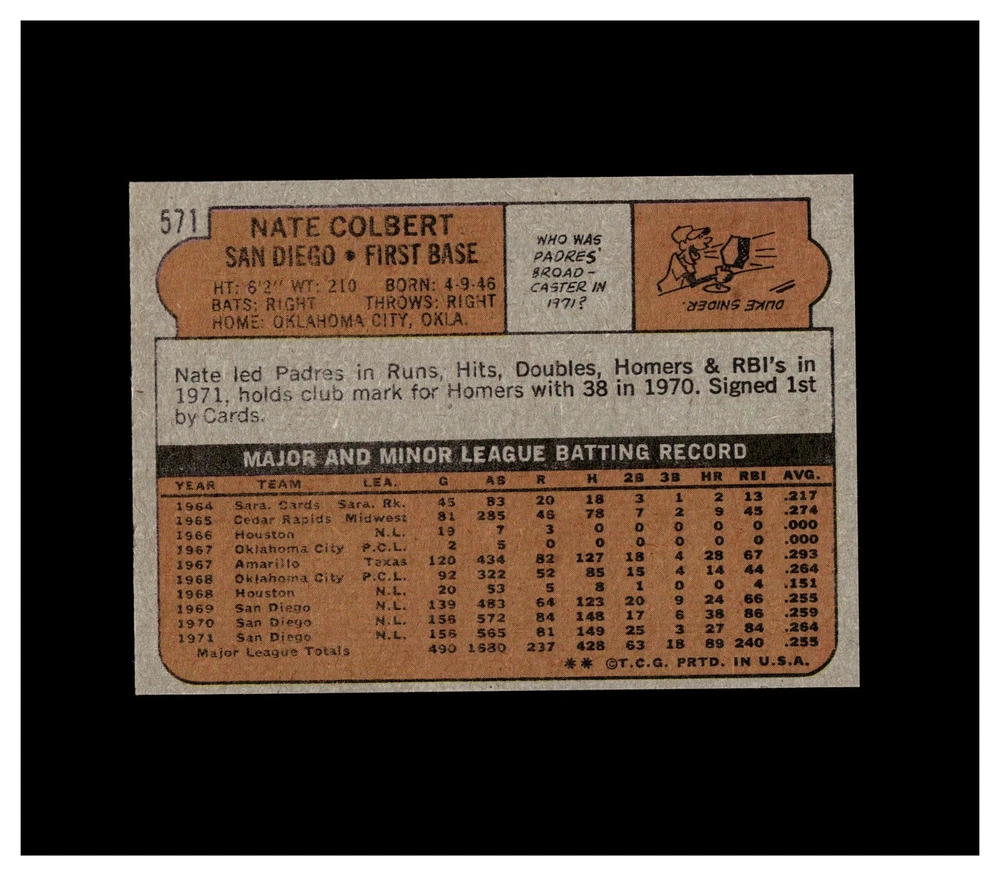 571
NATE COLBERT
SAN DIEGO • FIRST BASE
HT: 6'2" WT: 210 BORN: 4-9-46
BATS: RIGHT THROWS: RIGHT
HOME: OKLAHOMA CITY, OKLA.
WHO WAS
PADRES'
BROAD-
CASTER IN
1971?
DUKE SNIDER.
Nate led Padres in Runs, Hits, Doubles, Homers & RBI's in
1971, holds club mark for Homers with 38 in 1970. Signed 1st
by Cards.
MAJOR AND MINOR LEAGUE BATTING RECORD
YEAR TEAM LEA. G AB R H 2B 3B HR RBI AVG.
1964 Sara. Cards Sara. Rk. 45 83 20 18 3 1 2 13 .217
1965 Cedar Rapids Midwest 81 285 46 78 7 2 9 45 .274
1966 Houston N.L. 19 7 3 0 0 0 0 0 .000
1967 Oklahoma City P.C.L. 2 5 0 0 0 0 0 0 .000
1967 Amarillo Texas 120 434 82 127 18 4 28 67 .293
1968 Oklahoma City P.C.L. 92 322 52 85 15 4 14 44 .264
1968 Houston N.L. 20 53 5 8 1 0 0 4 .151
1969 San Diego N.L. 139 483 64 123 20 9 24 66 .255
1970 San Diego N.L. 156 572 84 148 17 6 38 86 .259
1971 San Diego N.L. 156 565 81 149 25 3 27 84 .264
Major League Totals 490 1680 237 428 63 18 89 240 .255
** ©T.C.G. PRTD. IN U.S.A.